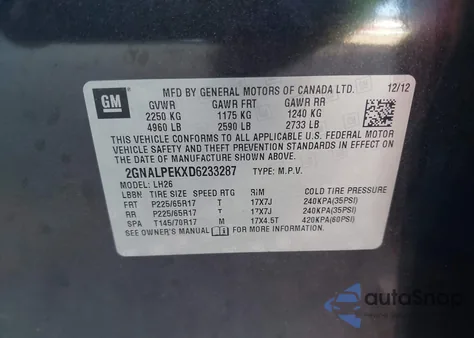 GM
MFD BY GENERAL MOTORS OF CANADA LTD. 12/12
GVWR GAWR FRT GAWR RR
2250 KG 1175 KG 1240 KG
4960 LB 2590 LB 2733 LB
THIS VEHICLE CONFORMS TO ALL APPLICABLE U.S. FEDERAL MOTOR
VEHICLE SAFETY AND THEFT PREVENTION STANDARDS IN EFFECT ON
THE DATE OF MANUFACTURE SHOWN ABOVE.
2GNALPEKXD6233287 TYPE: M.P.V.
MODEL: LH26
TIRE SIZE SPEED RTG RIM COLD TIRE PRESSURE
FRT P225/65R17 T 17X7J 240KPA(35PSI)
RR P225/65R17 T 17X7J 240KPA(35PSI)
SPA T145/70R17 M 17X4.5T 420KPA(60PSI)
SEE OWNER'S MANUAL FOR MORE INFORMATION.
autoSnap